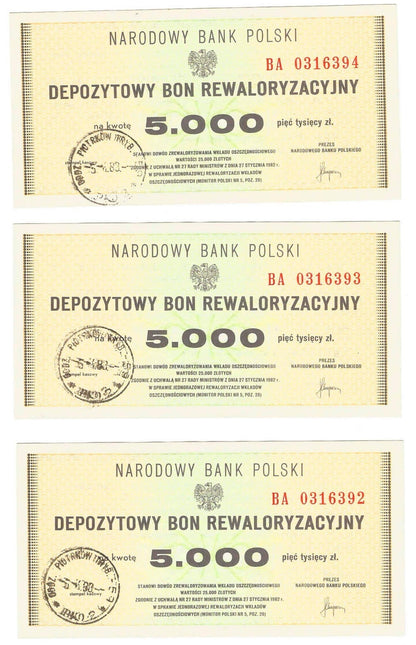 NARODOWY BANK POLSKI
BA 0316394
DEPOZYTOWY BON REWALORYZACYJNY
na kwotę 5.000 pięć tysięcy zł.
STANOWI DOWÓD ZREWALORYZOWANIA WKŁADU OSZCZĘDNOŚCIOWEGO
WARTOŚCI 25.000 ZŁOTYCH
ZGODNIE Z UCHWAŁĄ NR 27 RADY MINISTRÓW Z DNIA 27 STYCZNIA 1982 r.
W SPRAWIE JEDNORAZOWEJ REWALORYZACJI WKŁADÓW
OSZCZĘDNOŚCIOWYCH (MONITOR POLSKI NR 5, POZ. 20)
PREZES
NARODOWEGO BANKU POLSKIEGO
NARODOWY BANK POLSKI
BA 0316393
DEPOZYTOWY BON REWALORYZACYJNY
na kwotę 5.000 pięć tysięcy zł.
stempel kasowy
STANOWI DOWÓD ZREWALORYZOWANIA WKŁADU OSZCZĘDNOŚCIOWEGO
WARTOŚCI 25.000 ZŁOTYCH
ZGODNIE Z UCHWAŁĄ NR 27 RADY MINISTRÓW Z DNIA 27 STYCZNIA 1982 r.
W SPRAWIE JEDNORAZOWEJ REWALORYZACJI WKŁADÓW
OSZCZĘDNOŚCIOWYCH (MONITOR POLSKI NR 5, POZ. 20)
PREZES
NARODOWEGO BANKU POLSKIEGO
NARODOWY BANK POLSKI
BA 0316392
DEPOZYTOWY BON REWALORYZACYJNY
kwotę 5.000 pięć tysięcy zł.
stempel kasowy
STANOWI DOWÓD ZREWALORYZOWANIA WKŁADU OSZCZĘDNOŚCIOWEGO
WARTOŚCI 25.000 ZŁOTYCH
ZGODNIE Z UCHWAŁĄ NR 27 RADY MINISTRÓW Z DNIA 27 STYCZNIA 1982 r.
W SPRAWIE JEDNORAZOWEJ REWALORYZACJI WKŁADÓW
OSZCZĘDNOŚCIOWYCH (MONITOR POLSKI NR 5, POZ. 20)
PREZES
NARODOWEGO BANKU POLSKIEGO